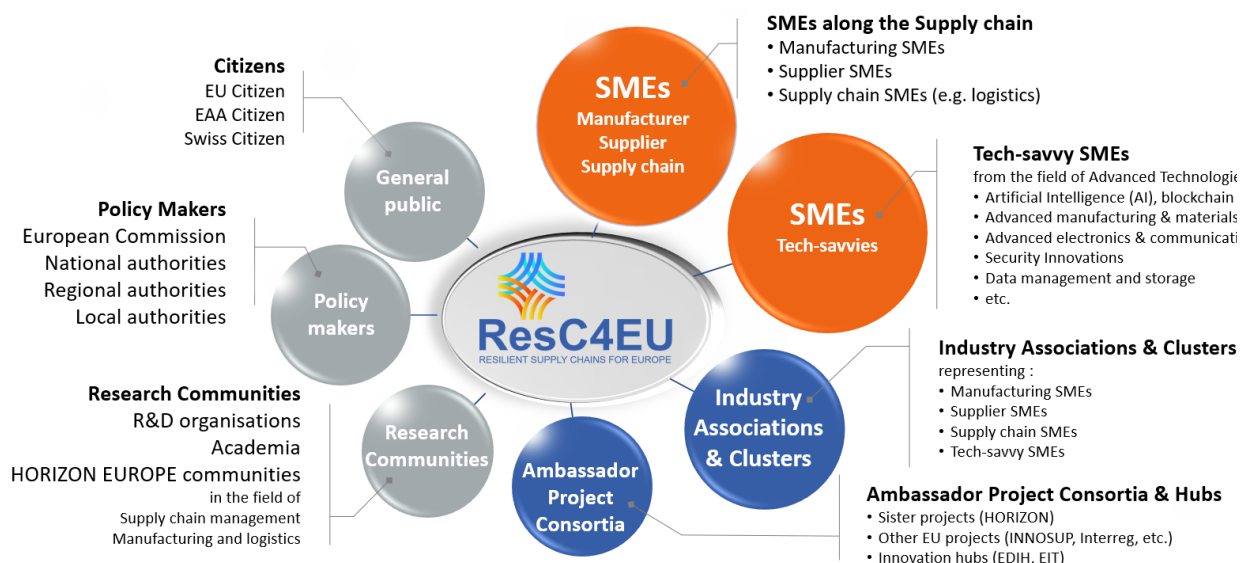 SMEs along the Supply chain
• Manufacturing SMEs
• Supplier SMEs
• Supply chain SMEs (e.g. logistics)
Citizens
EU Citizen
EAA Citizen
Swiss Citizen
SMEs
Manufacturer
Supplier
Supply chain
General
public
Tech-savvy SMEs
from the field of Advanced Technologie
• Artificial Intelligence (AI), blockchain
• Advanced manufacturing & materials
• Advanced electronics & communicati
• Security Innovations
• Data management and storage
• etc.
SMEs
Tech-savvies
Policy Makers
European Commission
National authorities
Regional authorities
Local authorities
Policy
makers
ResC4EU
RESILIENT SUPPLY CHAINS FOR EUROPE
Industry Associations & Clusters
representing :
• Manufacturing SMEs
• Supplier SMEs
• Supply chain SMEs
• Tech-savvy SMEs
Industry
Associations
& Clusters
Research Communities
R&D organisations
Academia
HORIZON EUROPE communities
in the field of
Supply chain management
Manufacturing and logistics
Research
Communities
Ambassador
Project
Consortia
Ambassador Project Consortia & Hubs
• Sister projects (HORIZON)
• Other EU projects (INNOSUP, Interreg, etc.)
• Innovation hubs (EDIH, EIT)